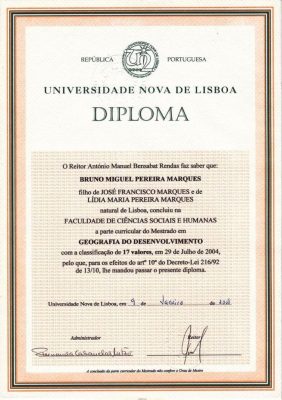 REPÚBLICA PORTUGUESA
UNIVERSIDADE NOVA DE LISBOA
DIPLOMA
O Reitor António Manuel Bensabat Rendas faz saber que:
BRUNO MIGUEL PEREIRA MARQUES
filho de JOSÉ FRANCISCO MARQUES e de
LÍDIA MARIA PEREIRA MARQUES
natural de Lisboa, concluiu na
FACULDADE DE CIÊNCIAS SOCIAIS E HUMANAS
a parte curricular do Mestrado em
GEOGRAFIA DO DESENVOLVIMENTO
com a classificação de 17 valores, em 29 de Julho de 2004,
pelo que, para os efeitos do artº 10º do Decreto-Lei 216/92
de 13/10, lhe mandou passar o presente diploma.
Universidade Nova de Lisboa, em 9 de Janeiro de
Administrador Reitor
A conclusão da parte curricular do Mestrado não confere o Grau de Mestre